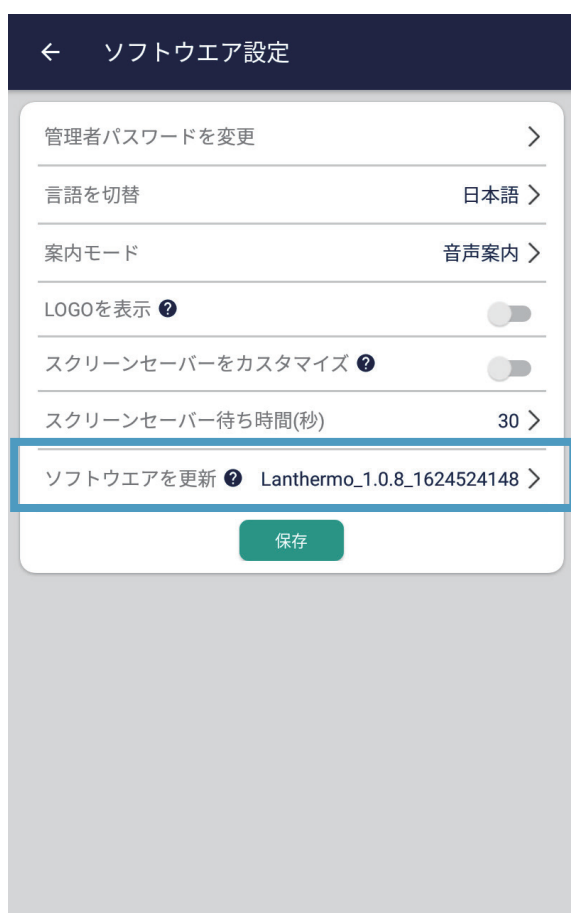 ソフトウエア設定
管理者パスワードを変更
言語を切替 日本語
案内モード 音声案内
LOGOを表示 ?
スクリーンセーバーをカスタマイズ ?
スクリーンセーバー待ち時間(秒) 30
ソフトウエアを更新 ? Lanthermo_1.0.8_1624524148
保存